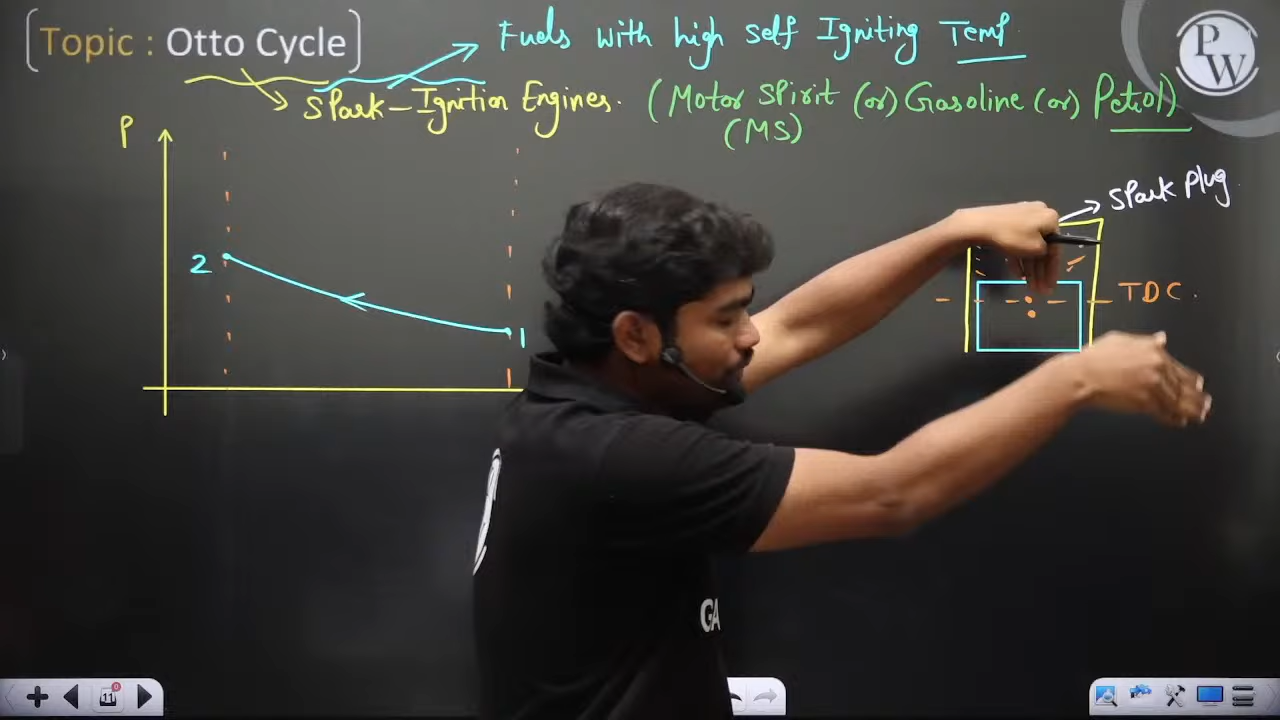 [Topic : Otto Cycle]
Fuels with high self Igniting Temp
Spark-Ignition Engines. (Motor Spirit (or) Gasoline (or) Petrol)
(MS)
P
PW
Spark Plug
2
1
TDC.
GA
11